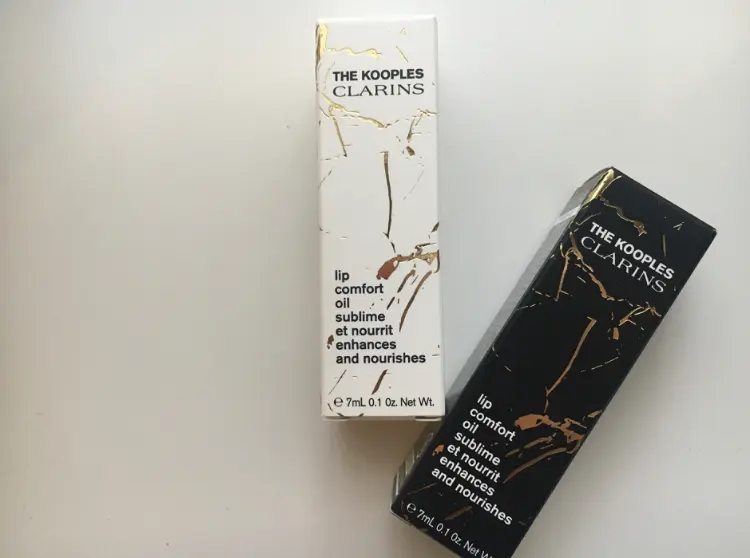 THE KOOPLES
CLARINS
lip
comfort
oil
sublime
et nourrit
enhances
and nourishes
℮ 7mL 0.1 Oz. Net Wt.
THE KOOPLES
CLARINS
lip
comfort
oil
sublime
et nourrit
enhances
and nourishes
℮ 7mL 0.1 oz. Net W